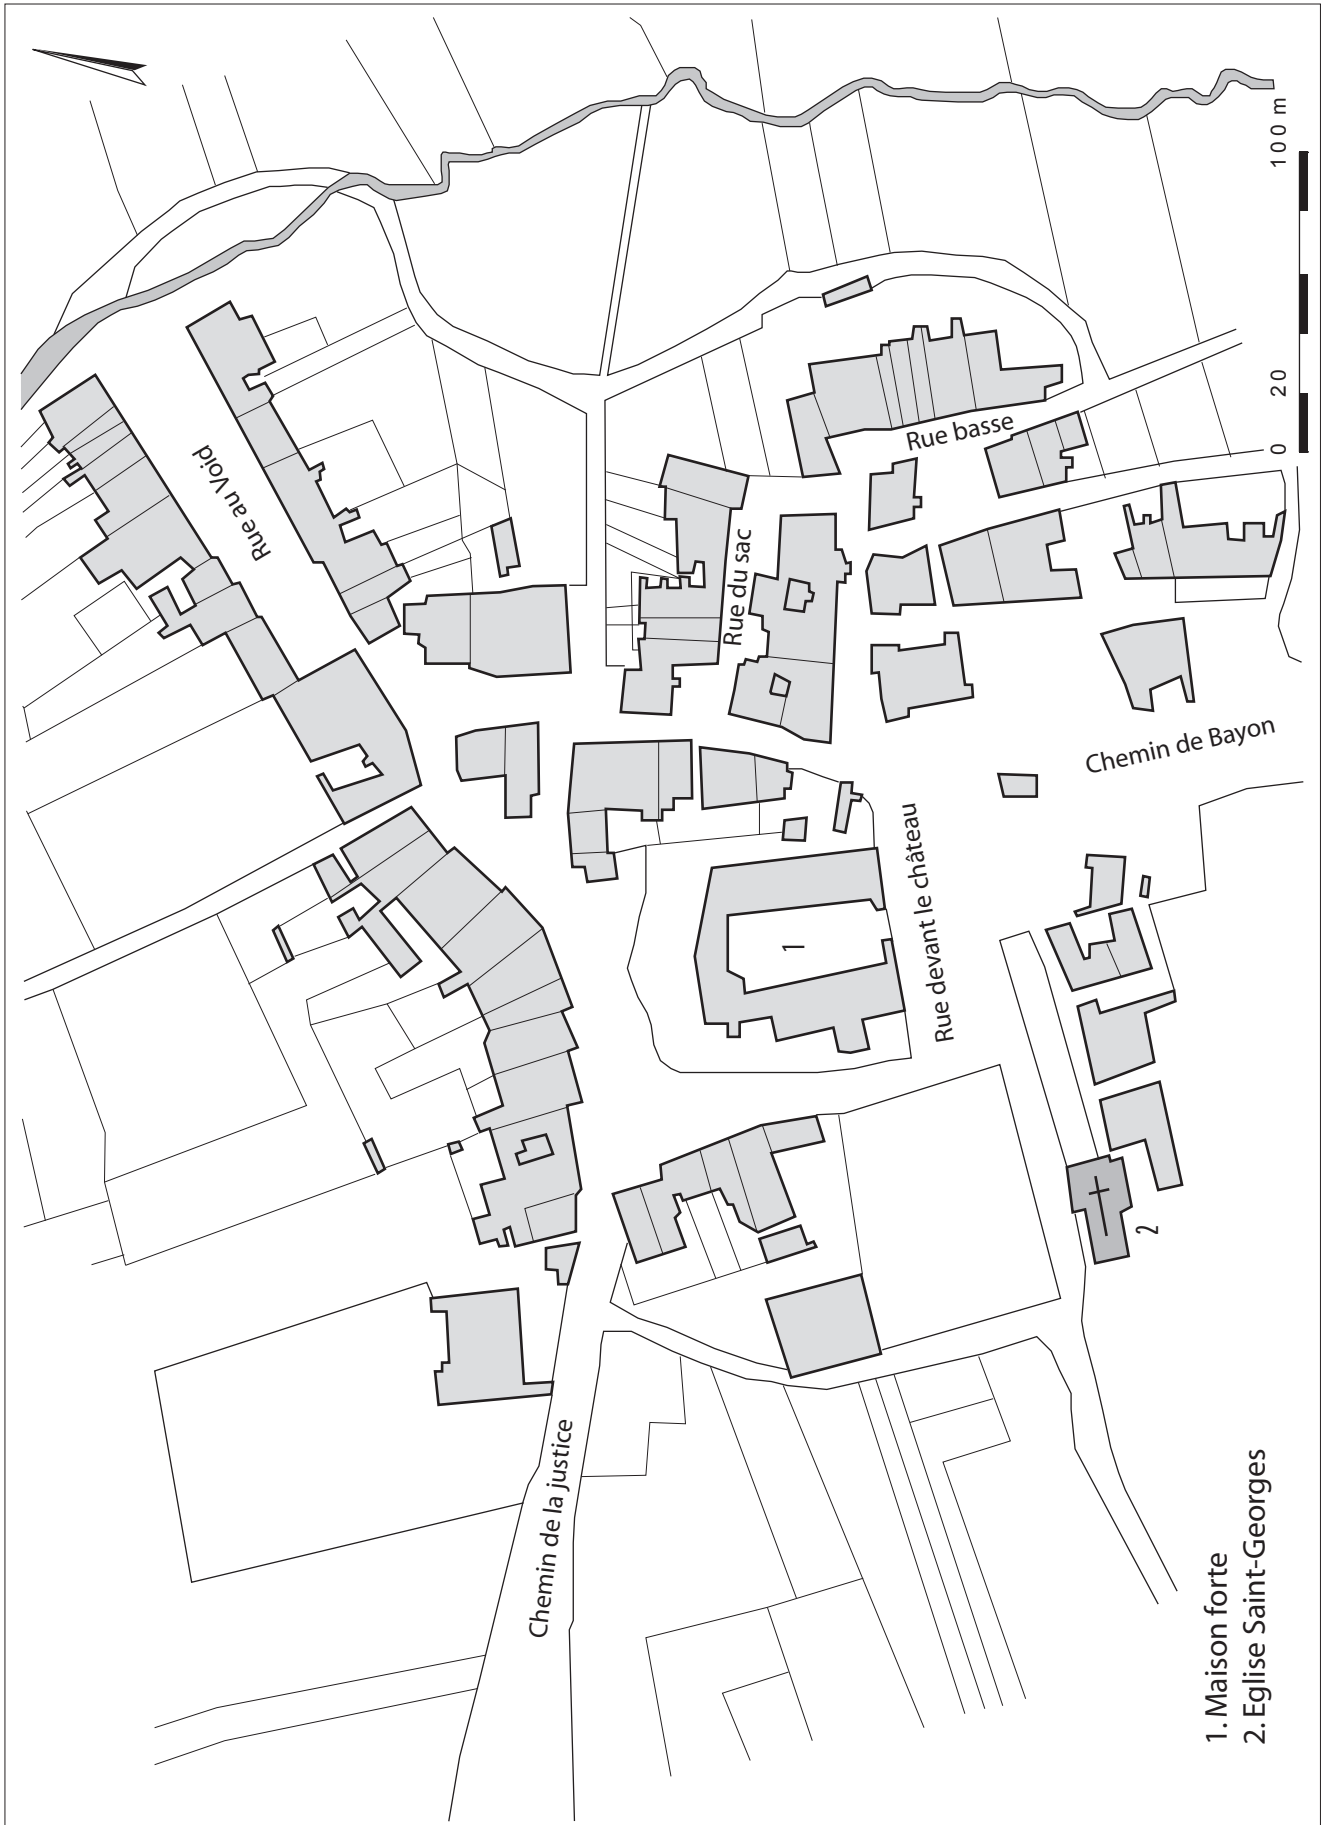 Rue au Void
Rue basse
Rue du sac
Chemin de Bayon
Rue devant le château
Chemin de la justice
1
2
0 20 100 m
1. Maison forte
2. Eglise Saint-Georges